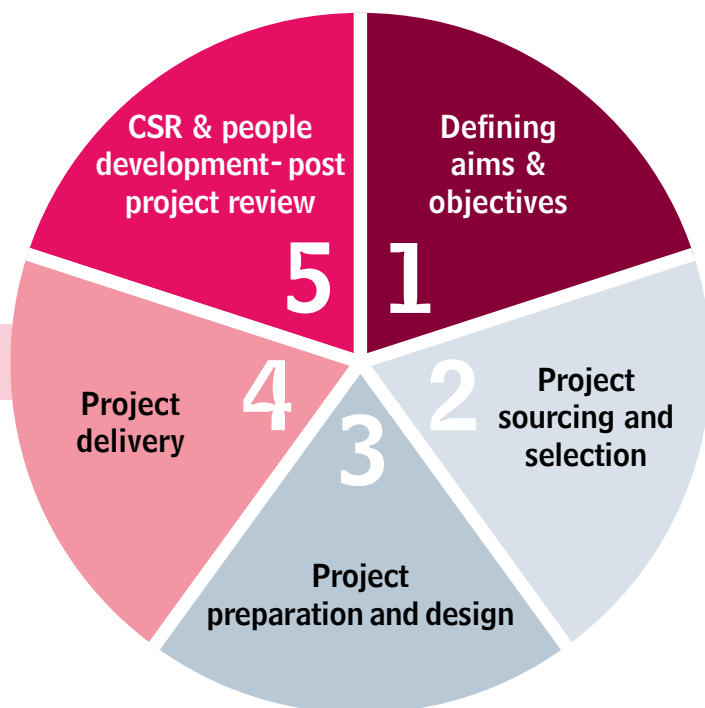 Defining
aims &
objectives
1
2
Project
sourcing and
selection
3
Project
preparation and design
4
Project
delivery
CSR & people
development-post
project review
5